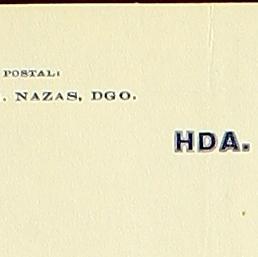 POSTAL:
. NAZAS, DGO.
HDA.